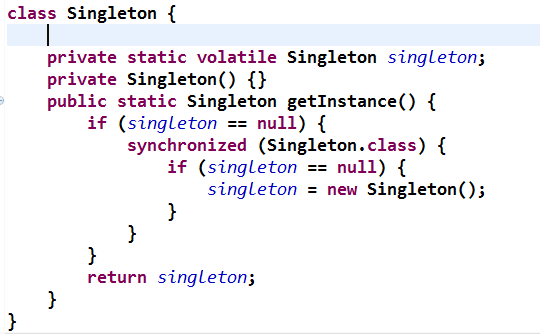 class Singleton {
private static volatile Singleton singleton;
private Singleton() {}
public static Singleton getInstance() {
if (singleton == null) {
synchronized (Singleton.class) {
if (singleton == null) {
singleton = new Singleton();
}
}
}
return singleton;
}
}